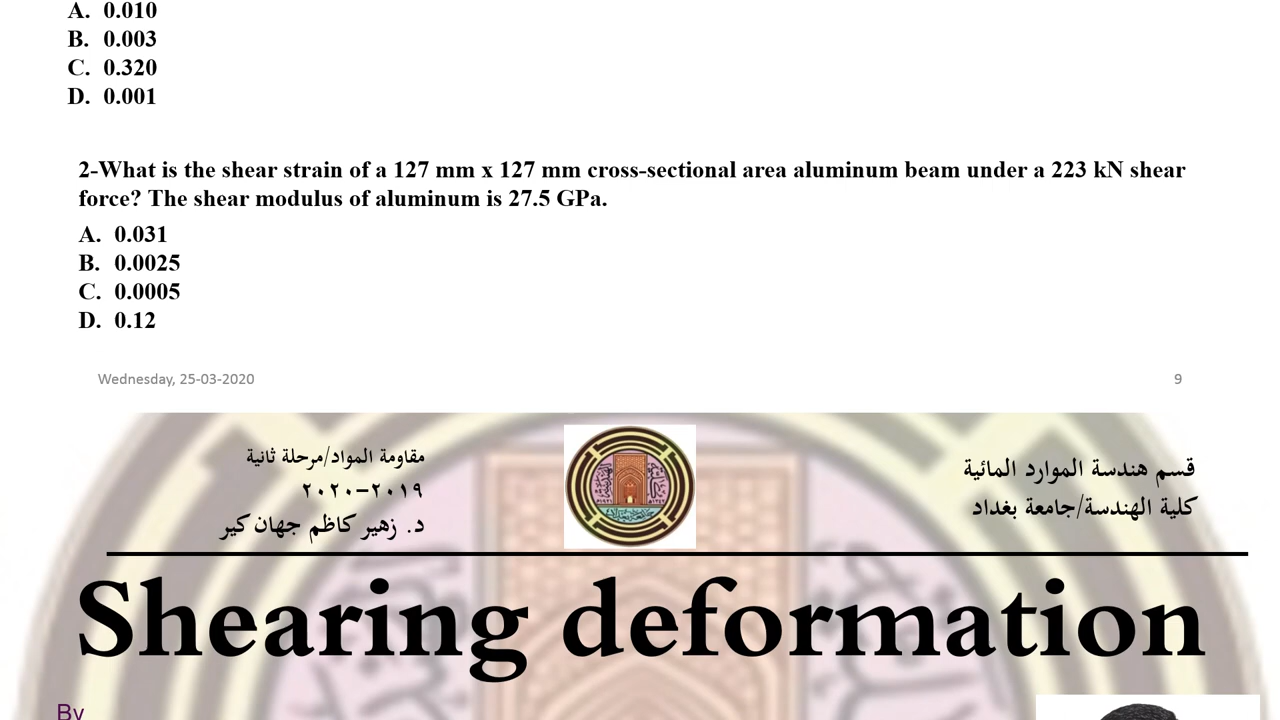 A. 0.010
B. 0.003
C. 0.320
D. 0.001
2-What is the shear strain of a 127 mm x 127 mm cross-sectional area aluminum beam under a 223 kN shear
force? The shear modulus of aluminum is 27.5 GPa.
A. 0.031
B. 0.0025
C. 0.0005
D. 0.12
Wednesday, 25-03-2020
9
قسم هندسة الموارد المائية
كلية الهندسة/جامعة بغداد
مقاومة المواد/مرحلة ثانية
٢٠١٩-٢٠٢٠
د. زهير كاظم جهان كير
Shearing deformation
By